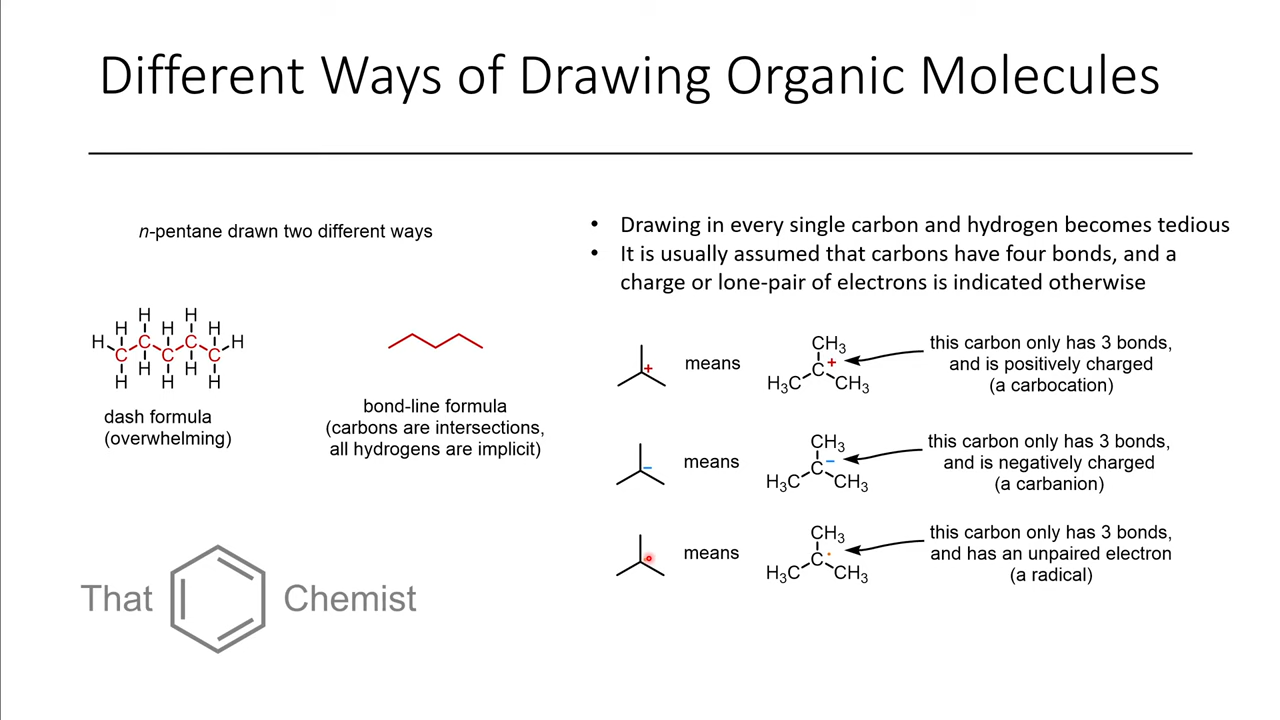 Different Ways of Drawing Organic Molecules
n-pentane drawn two different ways
H H H H H
H C C C C C H
H H H H H
dash formula
(overwhelming)
bond-line formula
(carbons are intersections,
all hydrogens are implicit)
• Drawing in every single carbon and hydrogen becomes tedious
• It is usually assumed that carbons have four bonds, and a
charge or lone-pair of electrons is indicated otherwise
+ means
CH3
C +
H3C CH3
this carbon only has 3 bonds,
and is positively charged
(a carbocation)
− means
CH3
C −
H3C CH3
this carbon only has 3 bonds,
and is negatively charged
(a carbanion)
means
CH3
C ·
H3C CH3
this carbon only has 3 bonds,
and has an unpaired electron
(a radical)
That Chemist